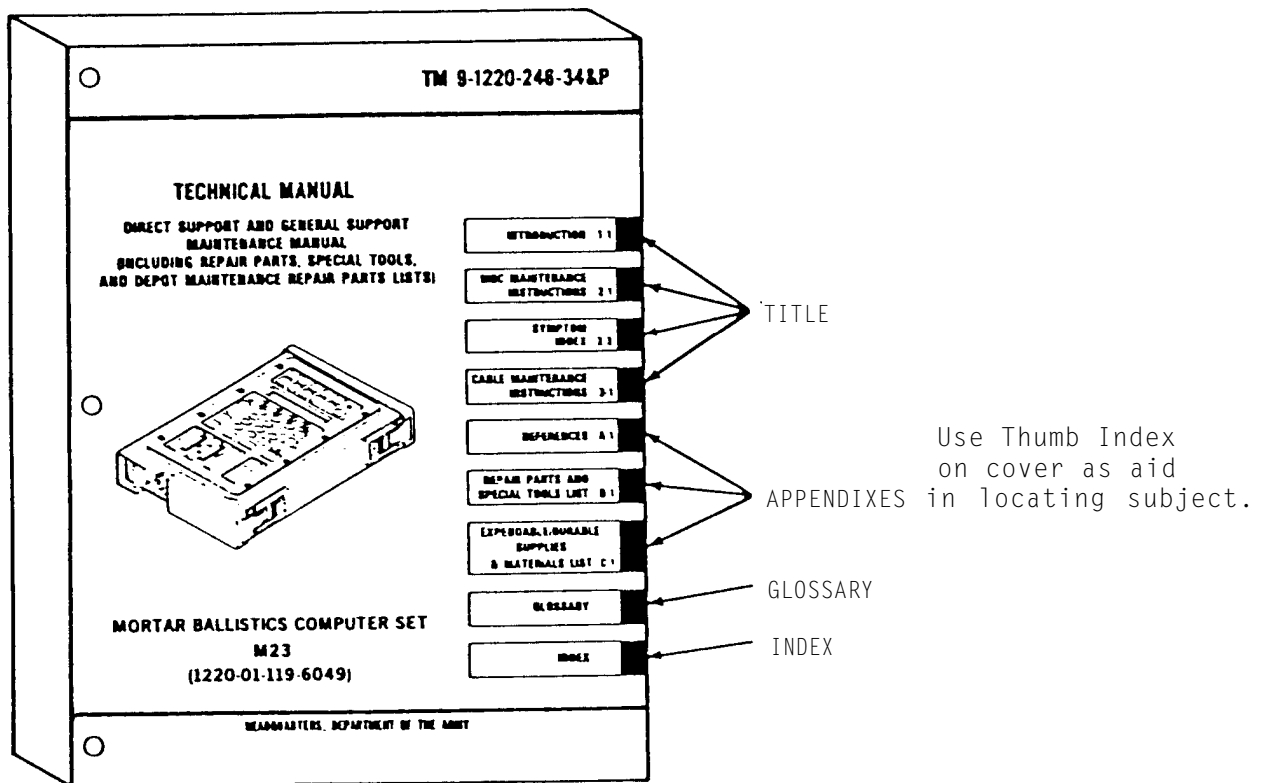 TM 9-1220-246-34&P
TECHNICAL MANUAL
DIRECT SUPPORT AND GENERAL SUPPORT
MAINTENANCE MANUAL
(INCLUDING REPAIR PARTS, SPECIAL TOOLS,
AND DEPOT MAINTENANCE REPAIR PARTS LISTS)
INTRODUCTION 1-1
MBC MAINTENANCE
INSTRUCTIONS 2-1
SYMPTOM
INDEX
CABLE MAINTENANCE
INSTRUCTIONS 3-1
REFERENCES A-1
REPAIR PARTS AND
SPECIAL TOOLS LIST B-1
EXPENDABLE/DURABLE
SUPPLIES
& MATERIALS LIST C-1
GLOSSARY
INDEX
MORTAR BALLISTICS COMPUTER SET
M23
(1220-01-119-6049)
HEADQUARTERS, DEPARTMENT OF THE ARMY
TITLE
APPENDIXES
GLOSSARY
INDEX
Use Thumb Index
on cover as aid
in locating subject.